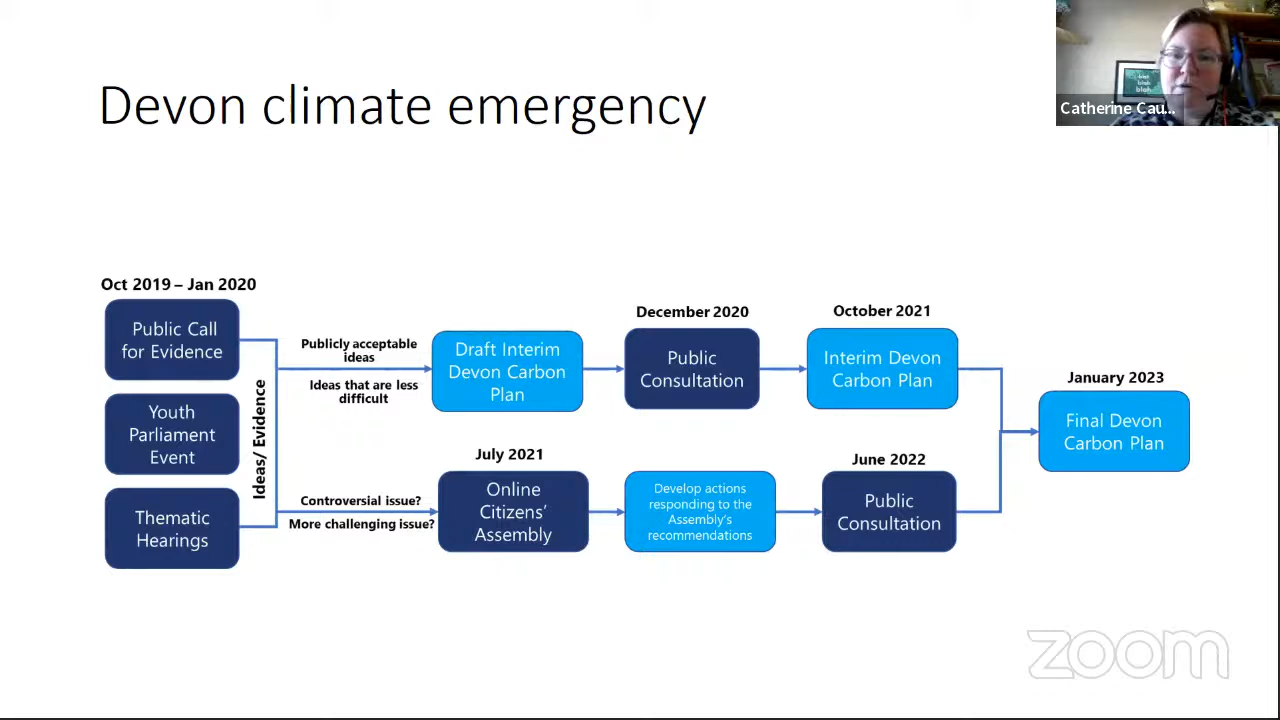 Devon climate emergency
Catherine Cau...
blah
blah
Oct 2019 – Jan 2020
Public Call
for Evidence
Youth
Parliament
Event
Thematic
Hearings
Ideas/ Evidence
Publicly acceptable
ideas
Ideas that are less
difficult
Controversial issue?
More challenging issue?
Draft Interim
Devon Carbon
Plan
December 2020
Public
Consultation
October 2021
Interim Devon
Carbon Plan
July 2021
Online
Citizens’
Assembly
Develop actions
responding to the
Assembly’s
recommendations
June 2022
Public
Consultation
January 2023
Final Devon
Carbon Plan
zoom